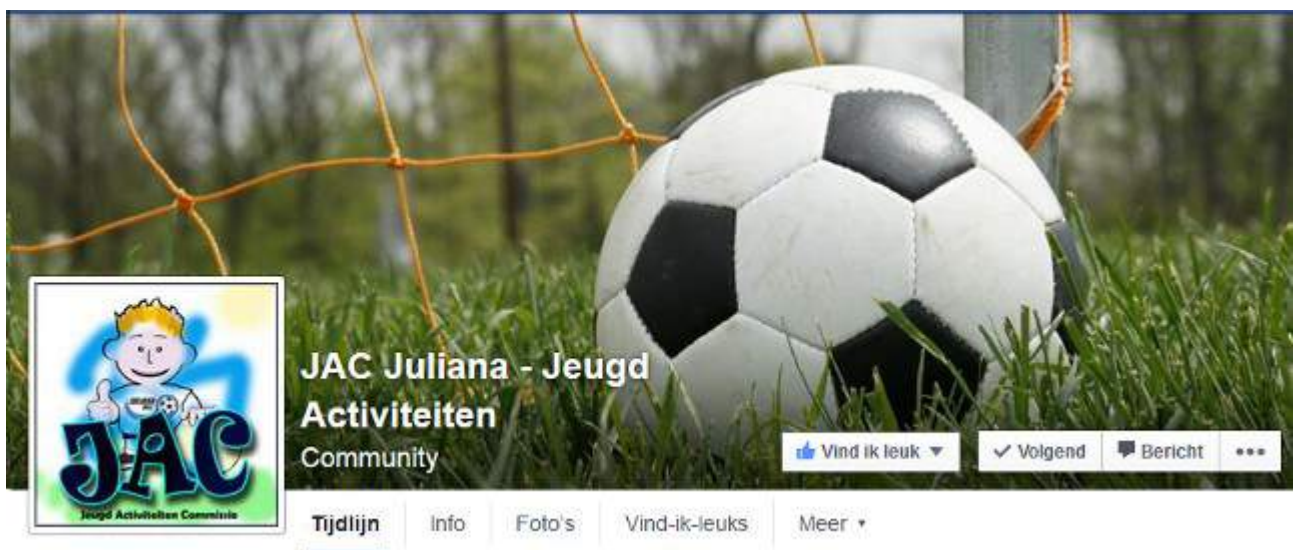 JAC Juliana - Jeugd
Activiteiten
Community
Vind ik leuk
Volgend
Bericht
JAC
Jeugd Activiteiten Commissie
Tijdlijn
Info
Foto's
Vind-ik-leuks
Meer